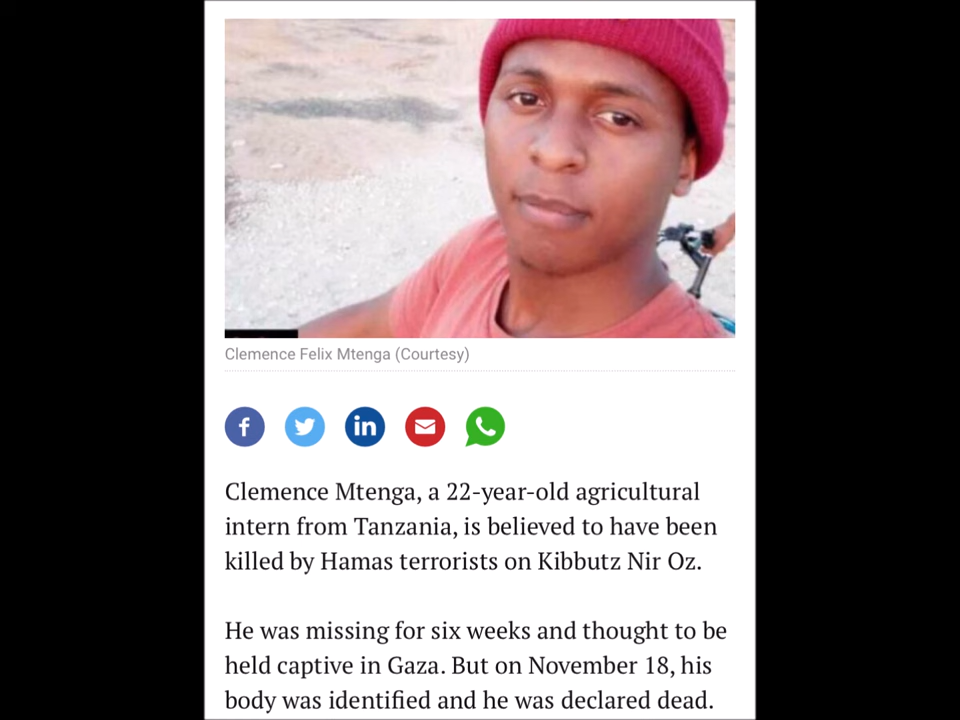 Clemence Felix Mtenga (Courtesy)
f
in
Clemence Mtenga, a 22-year-old agricultural
intern from Tanzania, is believed to have been
killed by Hamas terrorists on Kibbutz Nir Oz.
He was missing for six weeks and thought to be
held captive in Gaza. But on November 18, his
body was identified and he was declared dead.